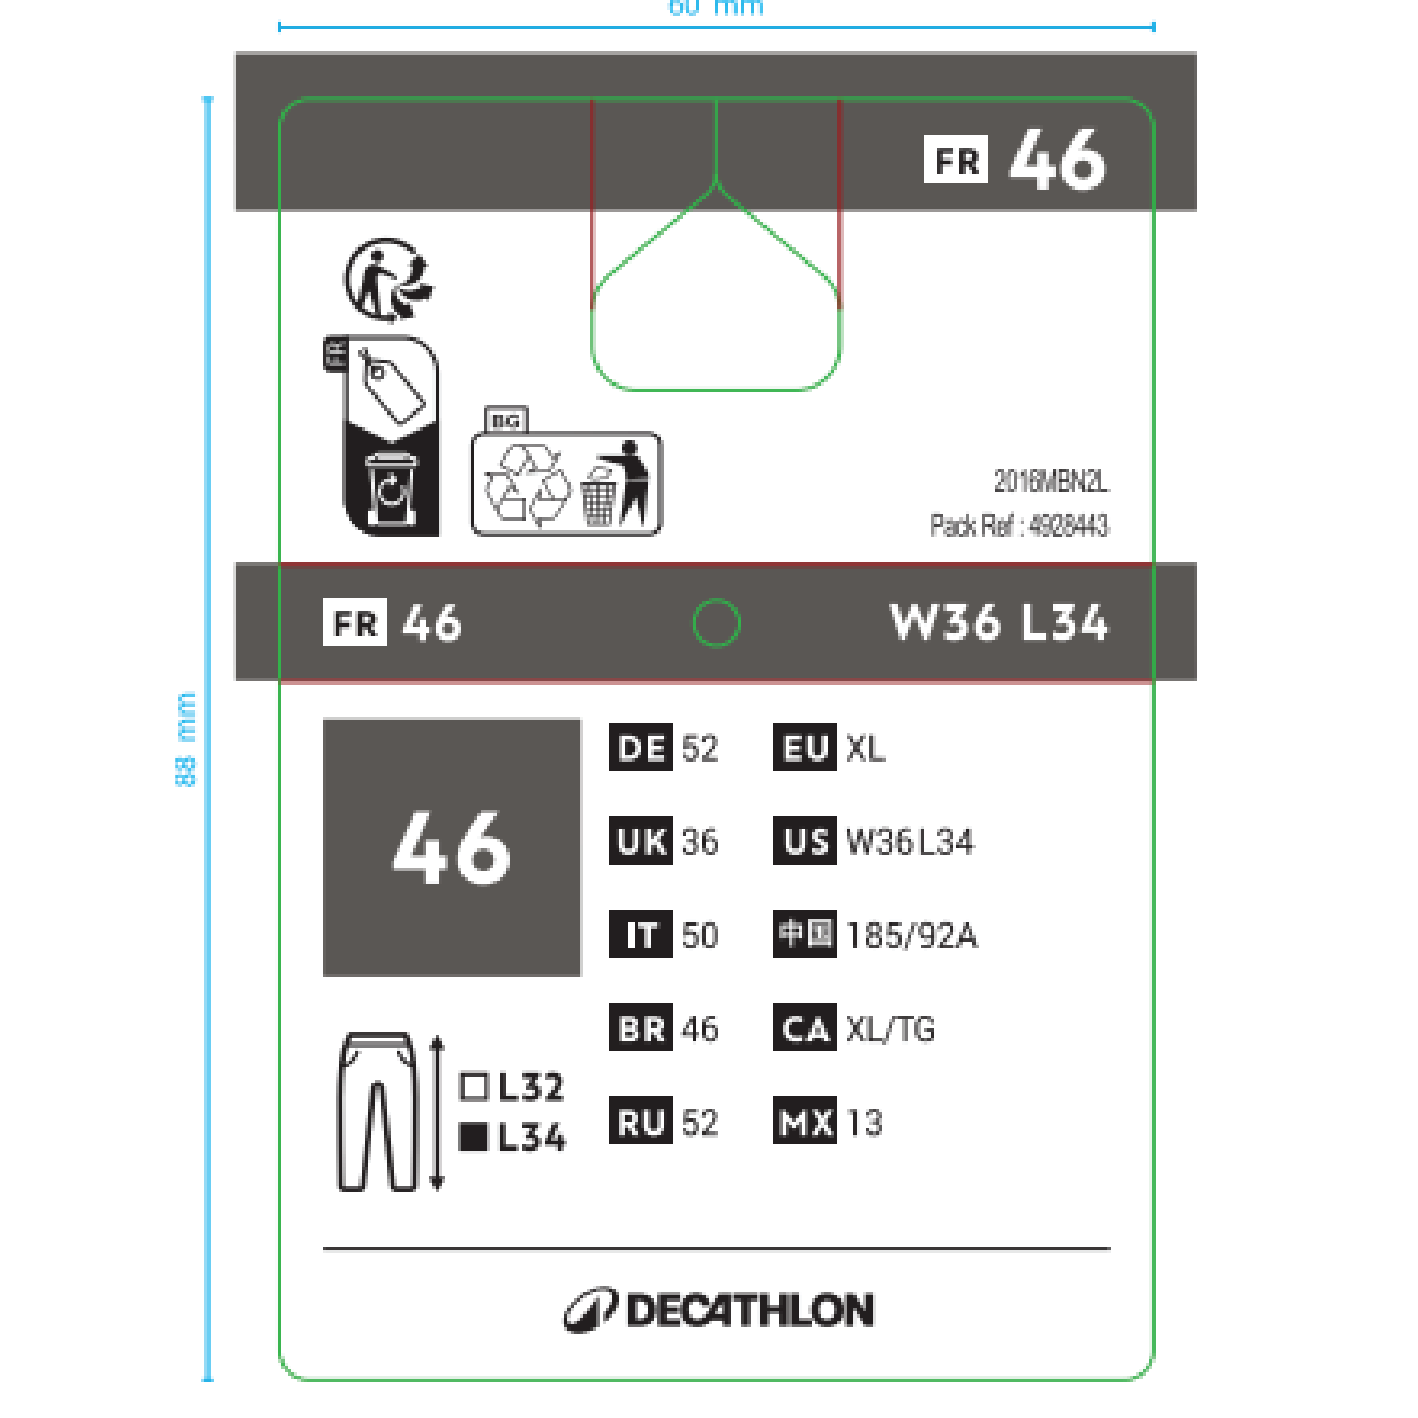 60 mm
FR 46
FR
BG
2016MBN2L
Pack Ref : 4928443
FR 46 W36 L34
88 mm
46
DE 52 EU XL
UK 36 US W36 L34
IT 50 中国 185/92A
BR 46 CA XL/TG
RU 52 MX 13
L32
L34
DECATHLON